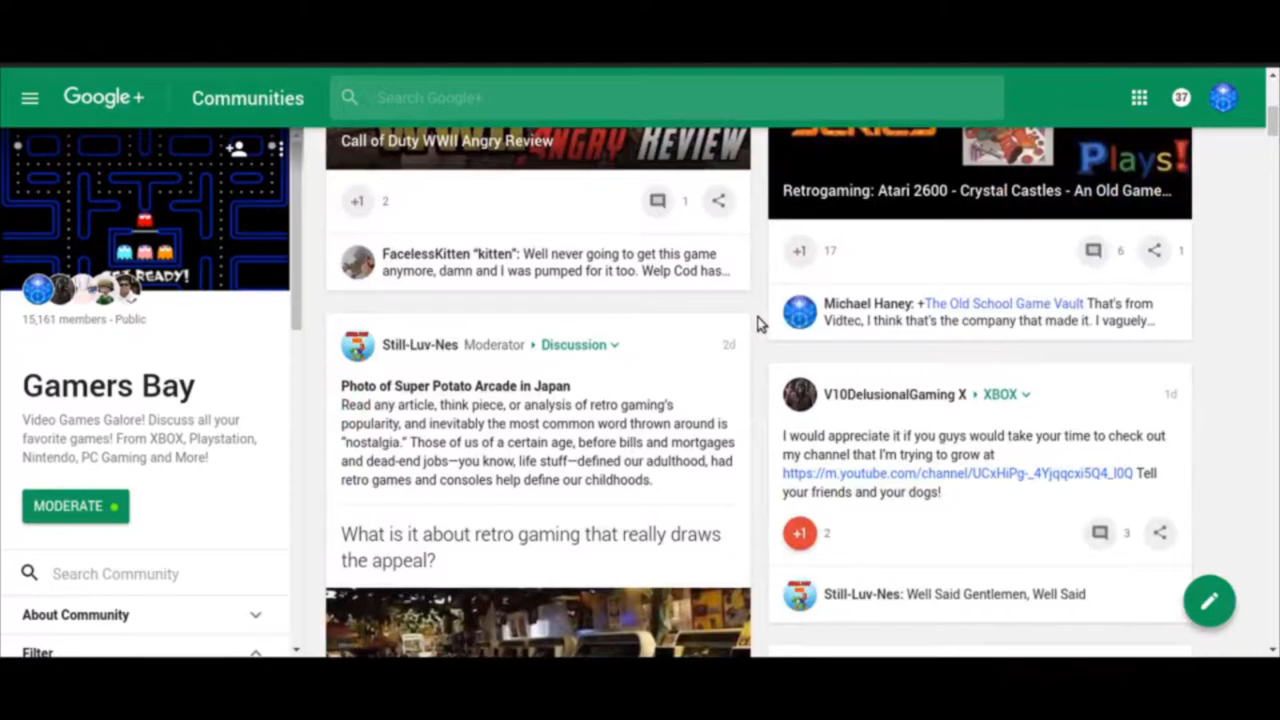 Google+
Communities
Search Google+
37
GET READY!
15,161 members - Public
Gamers Bay
Video Games Galore! Discuss all your
favorite games! From XBOX, Playstation,
Nintendo, PC Gaming and More!
MODERATE
Search Community
About Community
Filter
ANGRY REVIEW
Call of Duty WWII Angry Review
+1 2
1
FacelessKitten “kitten”: Well never going to get this game
anymore, damn and I was pumped for it too. Welp Cod has...
Still-Luv-Nes Moderator Discussion 2d
Photo of Super Potato Arcade in Japan
Read any article, think piece, or analysis of retro gaming’s
popularity, and inevitably the most common word thrown around is
“nostalgia.” Those of us of a certain age, before bills and mortgages
and dead-end jobs—you know, life stuff—defined our adulthood, had
retro games and consoles help define our childhoods.
What is it about retro gaming that really draws
the appeal?
SERIES
Plays!
Retrogaming: Atari 2600 - Crystal Castles - An Old Game...
+1 17
6
1
Michael Haney: +The Old School Game Vault That's from
Vidtec, I think that's the company that made it. I vaguely...
V10DelusionalGaming X XBOX 1d
I would appreciate it if you guys would take your time to check out
my channel that I'm trying to grow at
https://m.youtube.com/channel/UCxHiPg-_4Yjqqcxi5Q4_I0Q Tell
your friends and your dogs!
+1 2
3
Still-Luv-Nes: Well Said Gentlemen, Well Said